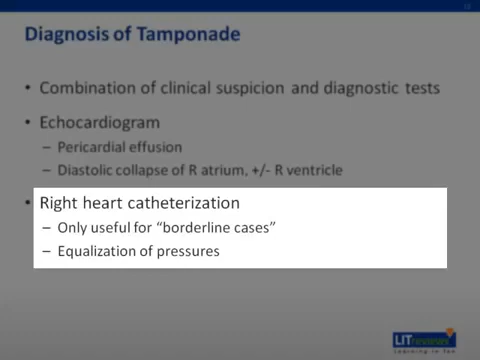 Diagnosis of Tamponade
• Combination of clinical suspicion and diagnostic tests
• Echocardiogram
– Pericardial effusion
– Diastolic collapse of R atrium, +/- R ventricle
• Right heart catheterization
– Only useful for “borderline cases”
– Equalization of pressures